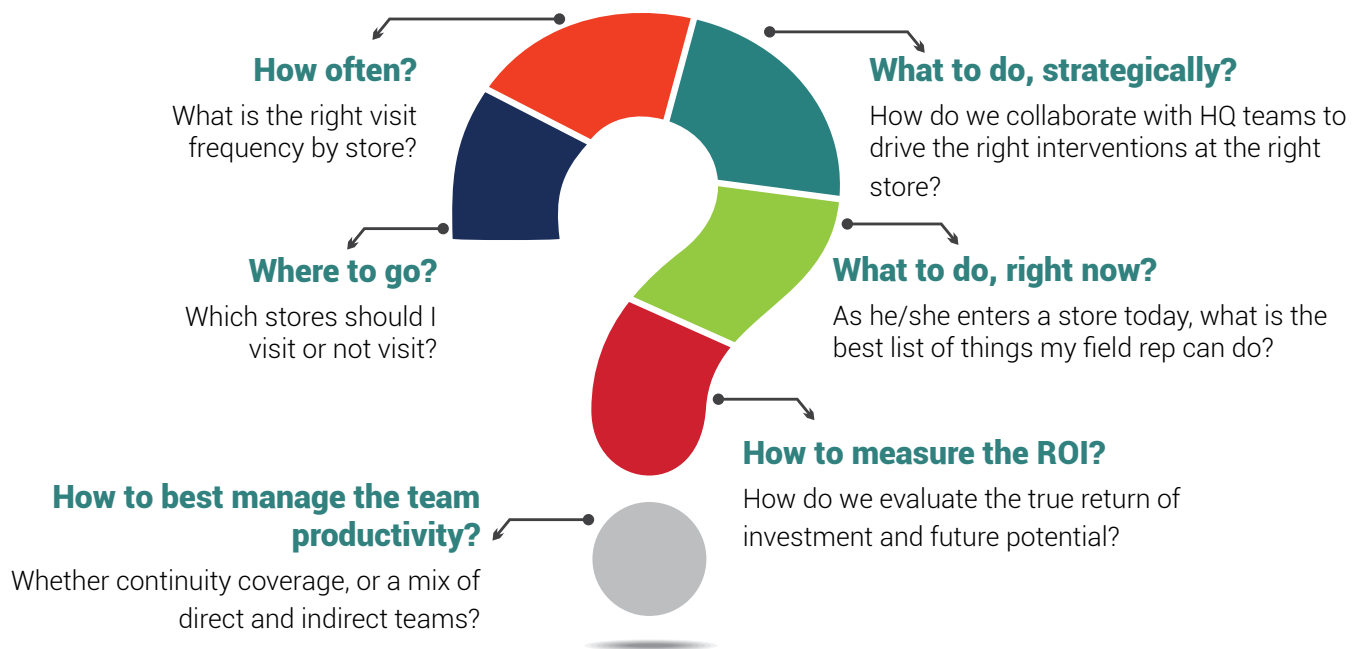 How often?
What is the right visit
frequency by store?
Where to go?
Which stores should I
visit or not visit?
How to best manage the team
productivity?
Whether continuity coverage, or a mix of
direct and indirect teams?
What to do, strategically?
How do we collaborate with HQ teams to
drive the right interventions at the right
store?
What to do, right now?
As he/she enters a store today, what is the
best list of things my field rep can do?
How to measure the ROI?
How do we evaluate the true return of
investment and future potential?